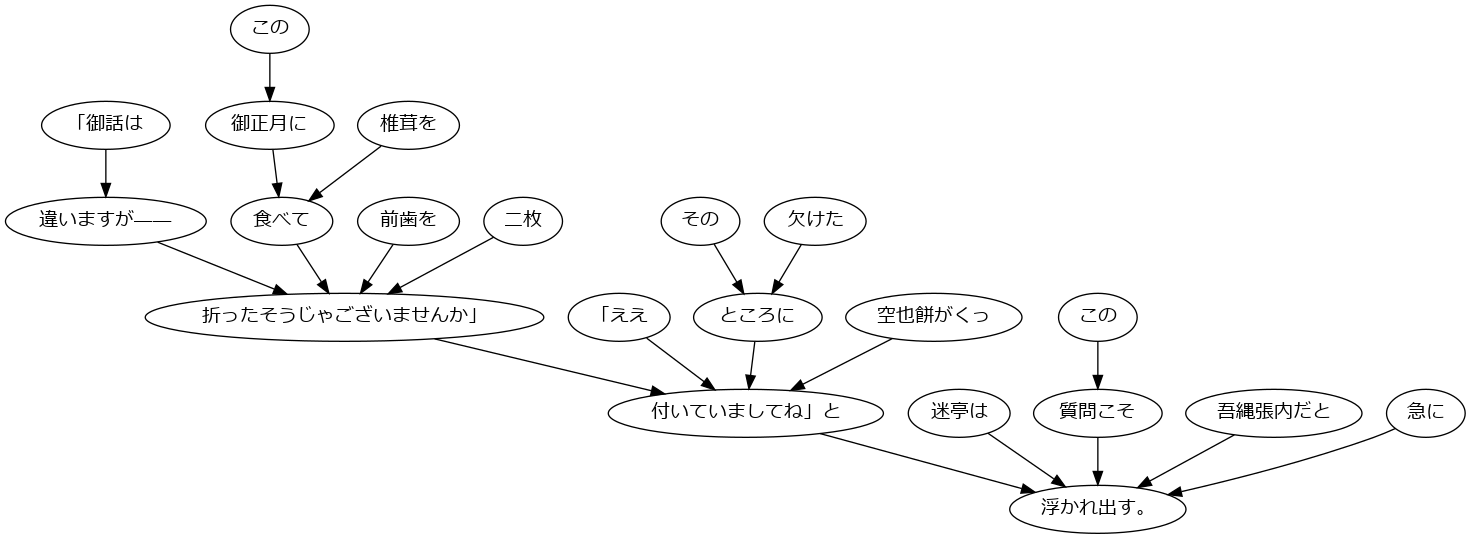 この
「御話は
御正月に
椎茸を
違いますが——
食べて
前歯を
二枚
その
欠けた
折ったそうじゃございませんか」
「ええ
ところに
空也餅がくっ
この
付いていましてね」と
迷亭は
質問こそ
吾縄張内だと
急に
浮かれ出す。